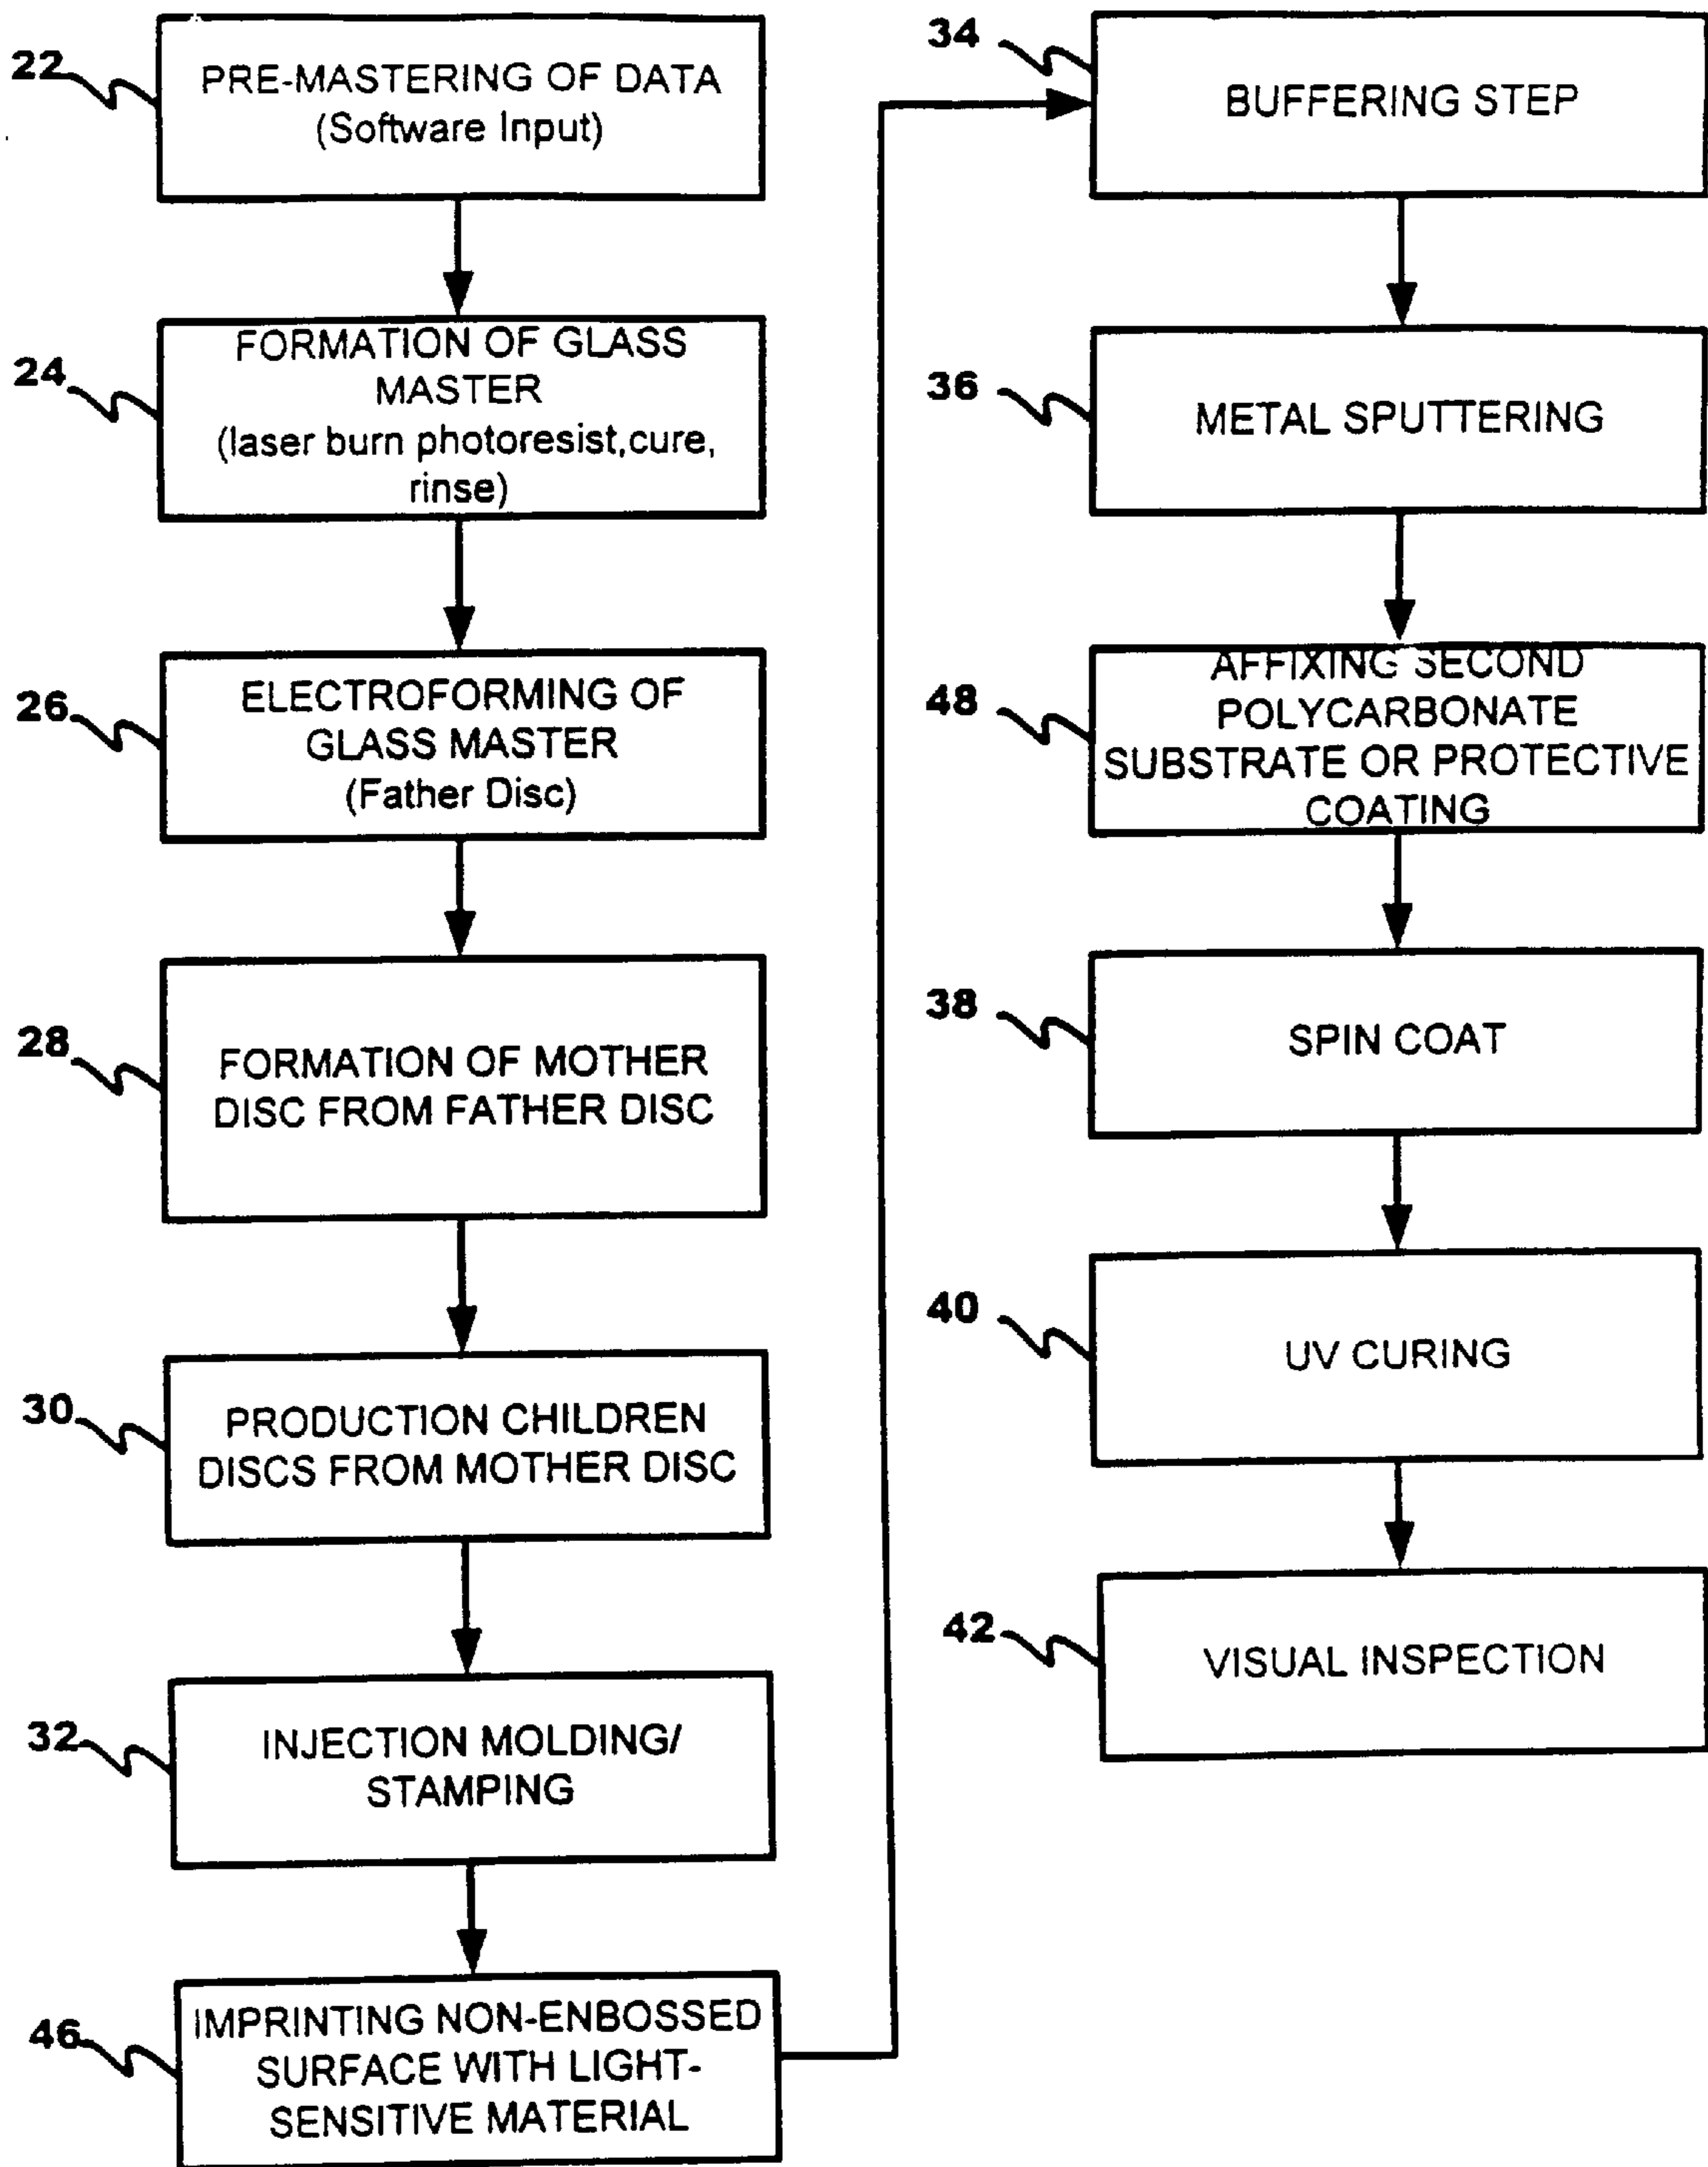 22
PRE-MASTERING OF DATA
(Software Input)
24
FORMATION OF GLASS
MASTER
(laser burn photoresist,cure,
rinse)
26
ELECTROFORMING OF
GLASS MASTER
(Father Disc)
28
FORMATION OF MOTHER
DISC FROM FATHER DISC
30
PRODUCTION CHILDREN
DISCS FROM MOTHER DISC
32
INJECTION MOLDING/
STAMPING
46
IMPRINTING NON-ENBOSSED
SURFACE WITH LIGHT-
SENSITIVE MATERIAL
34
BUFFERING STEP
36
METAL SPUTTERING
48
AFFIXING SECOND
POLYCARBONATE
SUBSTRATE OR PROTECTIVE
COATING
38
SPIN COAT
40
UV CURING
42
VISUAL INSPECTION